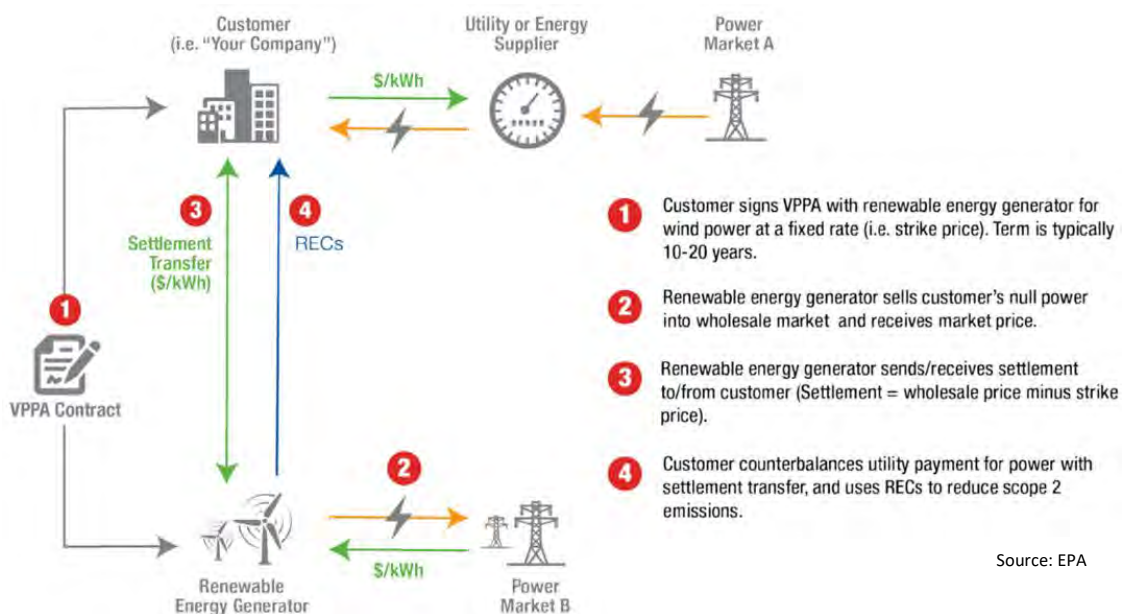 Customer
(i.e. “Your Company”)
Utility or Energy
Supplier
Power
Market A
$/kWh
3
Settlement
Transfer
($/kWh)
4
RECs
1
VPPA Contract
2
$/kWh
Renewable
Energy Generator
Power
Market B
1
Customer signs VPPA with renewable energy generator for
wind power at a fixed rate (i.e. strike price). Term is typically
10-20 years.
2
Renewable energy generator sells customer’s null power
into wholesale market and receives market price.
3
Renewable energy generator sends/receives settlement
to/from customer (Settlement = wholesale price minus strike
price).
4
Customer counterbalances utility payment for power with
settlement transfer, and uses RECs to reduce scope 2
emissions.
Source: EPA